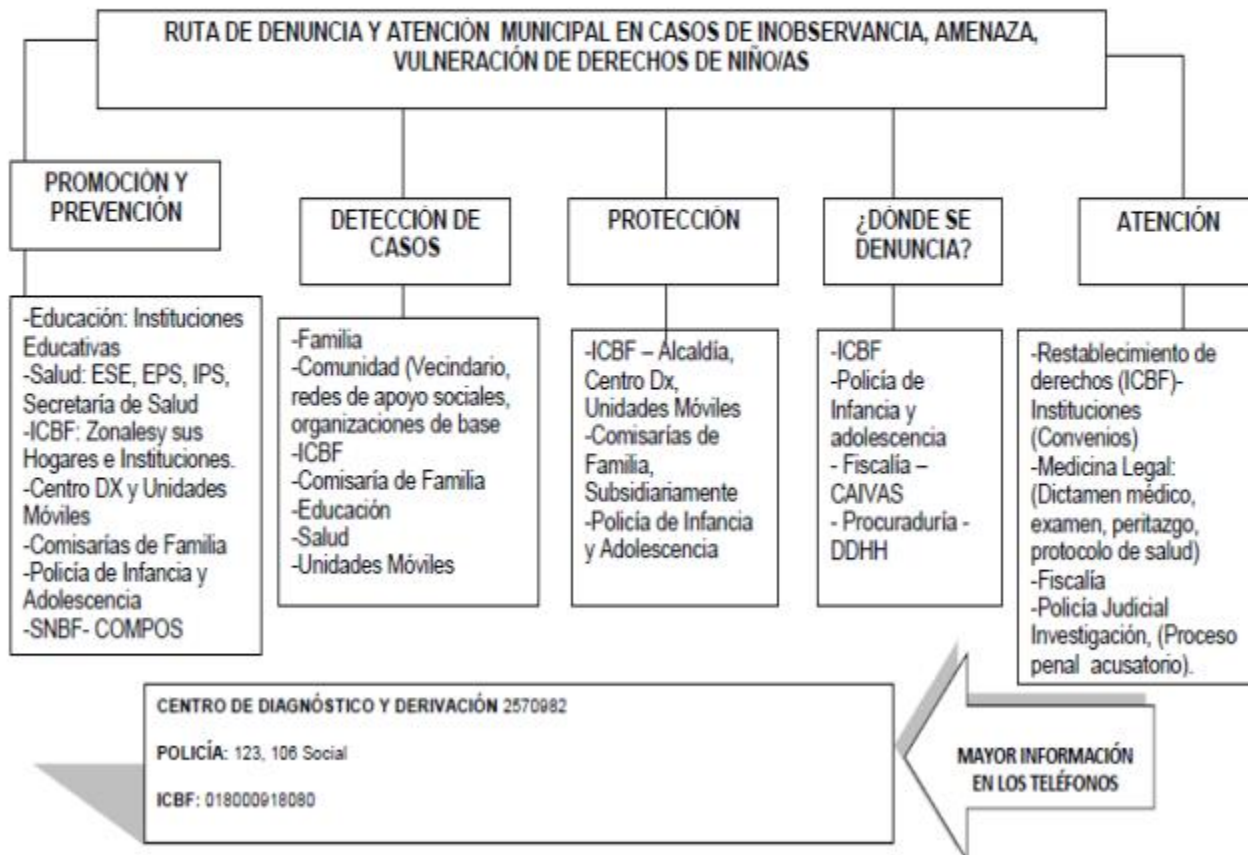 RUTA DE DENUNCIA Y ATENCIÓN MUNICIPAL EN CASOS DE INOBSERVANCIA, AMENAZA,
VULNERACIÓN DE DERECHOS DE NIÑO/AS
PROMOCIÓN Y
PREVENCIÓN
-Educación: Instituciones
Educativas
-Salud: ESE, EPS, IPS,
Secretaría de Salud
-ICBF: Zonalesy sus
Hogares e Instituciones.
-Centro DX y Unidades
Móviles
-Comisarías de Familia
-Policía de Infancia y
Adolescencia
-SNBF- COMPOS
DETECCIÓN DE
CASOS
-Familia
-Comunidad (Vecindario,
redes de apoyo sociales,
organizaciones de base
-ICBF
-Comisaría de Familia
-Educación
-Salud
-Unidades Móviles
PROTECCIÓN
-ICBF – Alcaldía,
Centro Dx,
Unidades Móviles
-Comisarías de
Familia,
Subsidiariamente
-Policía de Infancia
y Adolescencia
¿DÓNDE SE
DENUNCIA?
-ICBF
-Policía de
Infancia y
adolescencia
- Fiscalía –
CAIVAS
- Procuraduría -
DDHH
ATENCIÓN
-Restablecimiento de
derechos (ICBF)-
Instituciones
(Convenios)
-Medicina Legal:
(Dictamen médico,
examen, peritazgo,
protocolo de salud)
-Fiscalía
-Policía Judicial
Investigación, (Proceso
penal acusatorio).
CENTRO DE DIAGNÓSTICO Y DERIVACIÓN 2570982
POLICÍA: 123, 106 Social
ICBF: 018000918080
MAYOR INFORMACIÓN
EN LOS TELÉFONOS